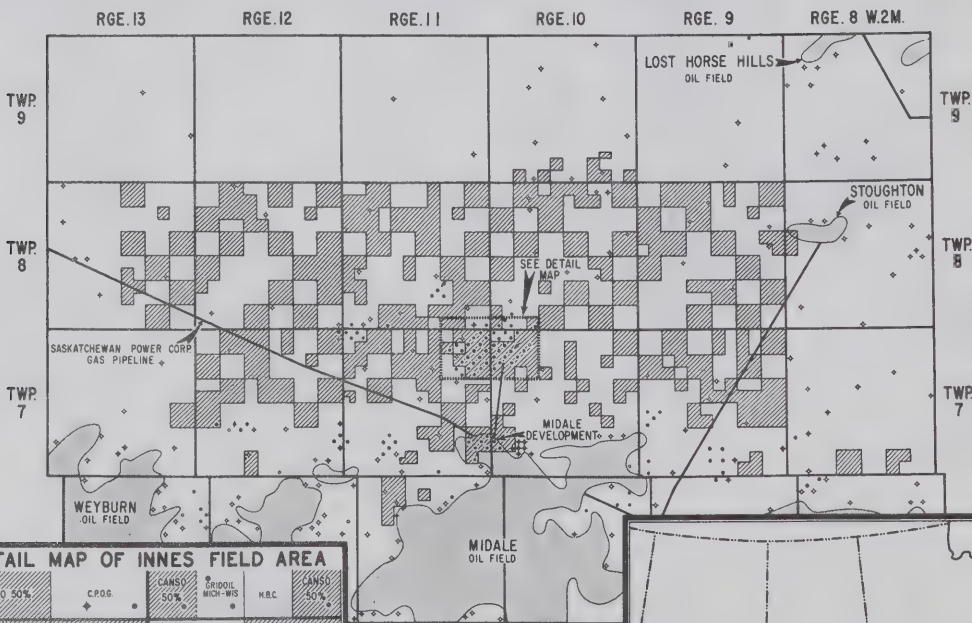 RGE. 13 RGE. 12 RGE. 11 RGE. 10 RGE. 9 RGE. 8 W.2M.
LOST HORSE HILLS
OIL FIELD
TWP.
9
TWP.
9
STOUGHTON
OIL FIELD
TWP.
8
TWP.
8
SEE DETAIL
MAP
SASKATCHEWAN POWER CORP.
GAS PIPELINE
TWP.
7
TWP.
7
MIDALE
DEVELOPMENT
WEYBURN
OIL FIELD
MIDALE
OIL FIELD
TAIL MAP OF INNES FIELD AREA
O 50%
C.P.O.G.
CANSO
50%
GRIDOIL
MICH-WIS
H.B.C.
CANSO
50%